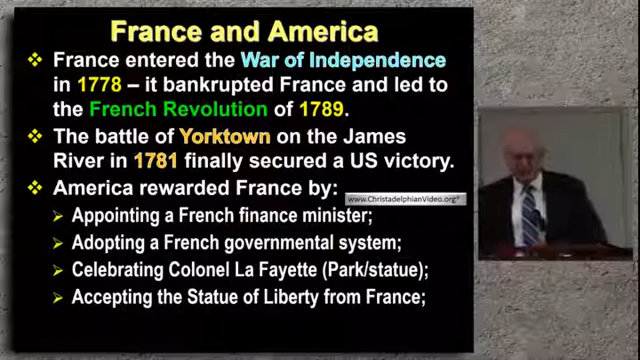 France and America
France entered the War of Independence
in 1778 – it bankrupted France and led to
the French Revolution of 1789.
The battle of Yorktown on the James
River in 1781 finally secured a US victory.
America rewarded France by:
www.ChristadelphianVideo.org
Appointing a French finance minister;
Adopting a French governmental system;
Celebrating Colonel La Fayette (Park/statue);
Accepting the Statue of Liberty from France;